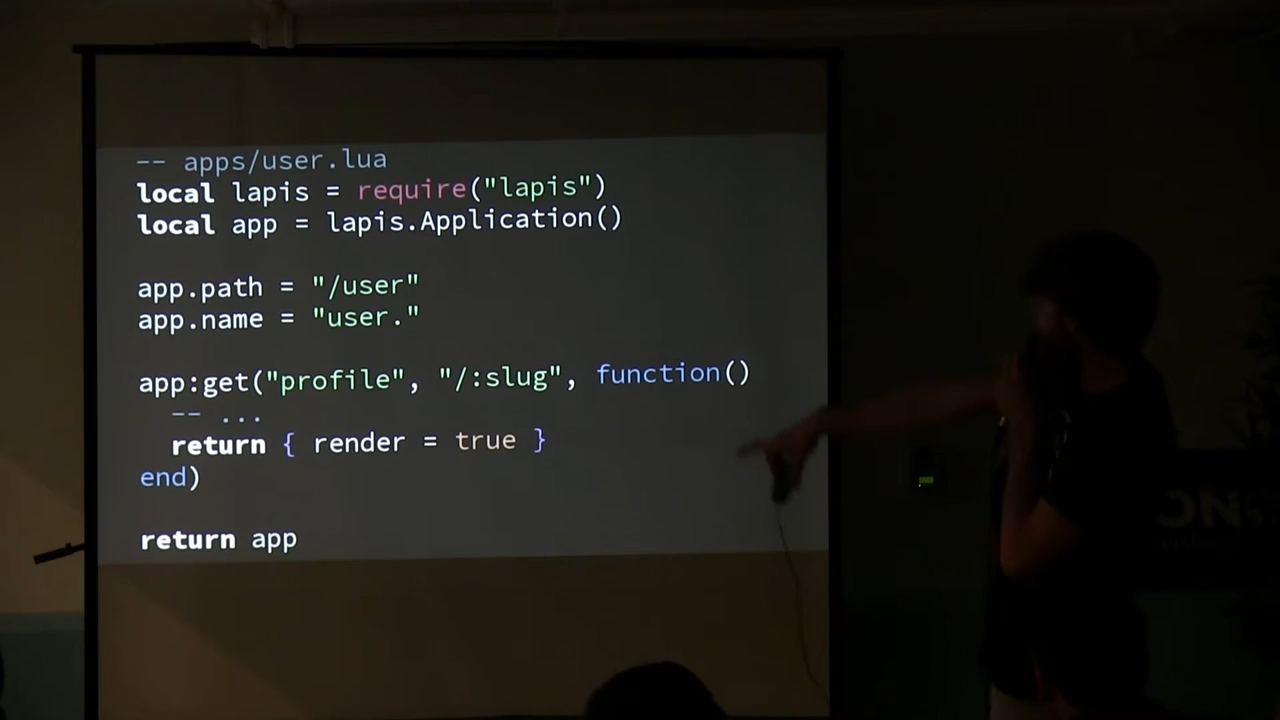 -- apps/user.lua
local lapis = require("lapis")
local app = lapis.Application()
app.path = "/user"
app.name = "user."
app:get("profile", "/:slug", function()
-- ...
return { render = true }
end)
return app
ON